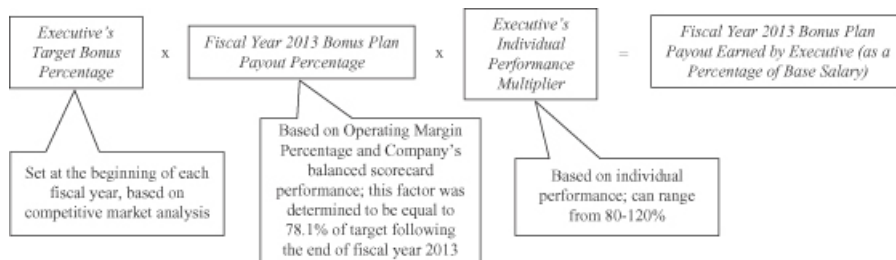 Executive's
Target Bonus
Percentage
x
Fiscal Year 2013 Bonus Plan
Payout Percentage
x
Executive's
Individual
Performance
Multiplier
=
Fiscal Year 2013 Bonus Plan
Payout Earned by Executive (as a
Percentage of Base Salary)
Set at the beginning of each
fiscal year, based on
competitive market analysis
Based on Operating Margin
Percentage and Company's
balanced scorecard
performance; this factor was
determined to be equal to
78.1% of target following
the end of fiscal year 2013
Based on individual
performance; can range
from 80-120%